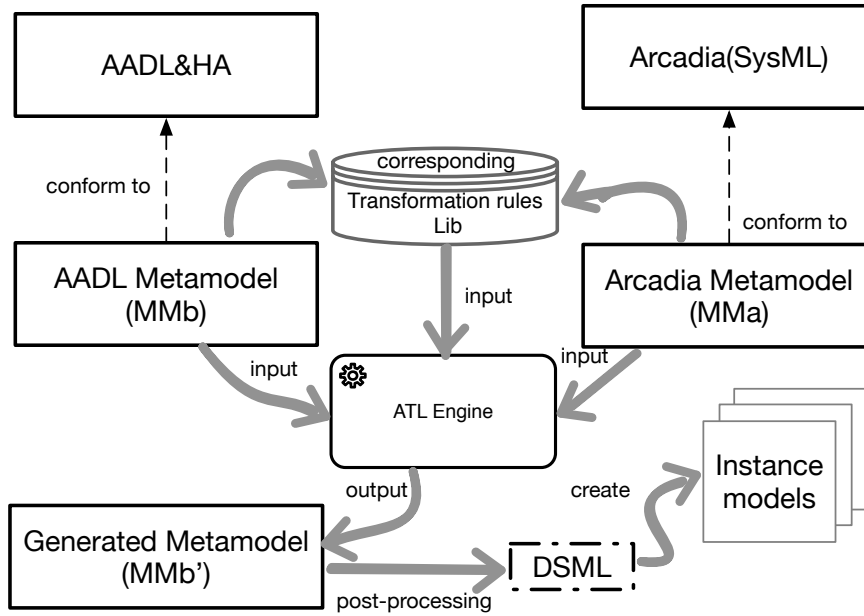 AADL&HA
Arcadia(SysML)
corresponding
Transformation rules
Lib
conform to
conform to
AADL Metamodel
(MMb)
Arcadia Metamodel
(MMa)
input
input
input
ATL Engine
output
create
Instance
models
Generated Metamodel
(MMb')
DSML
post-processing